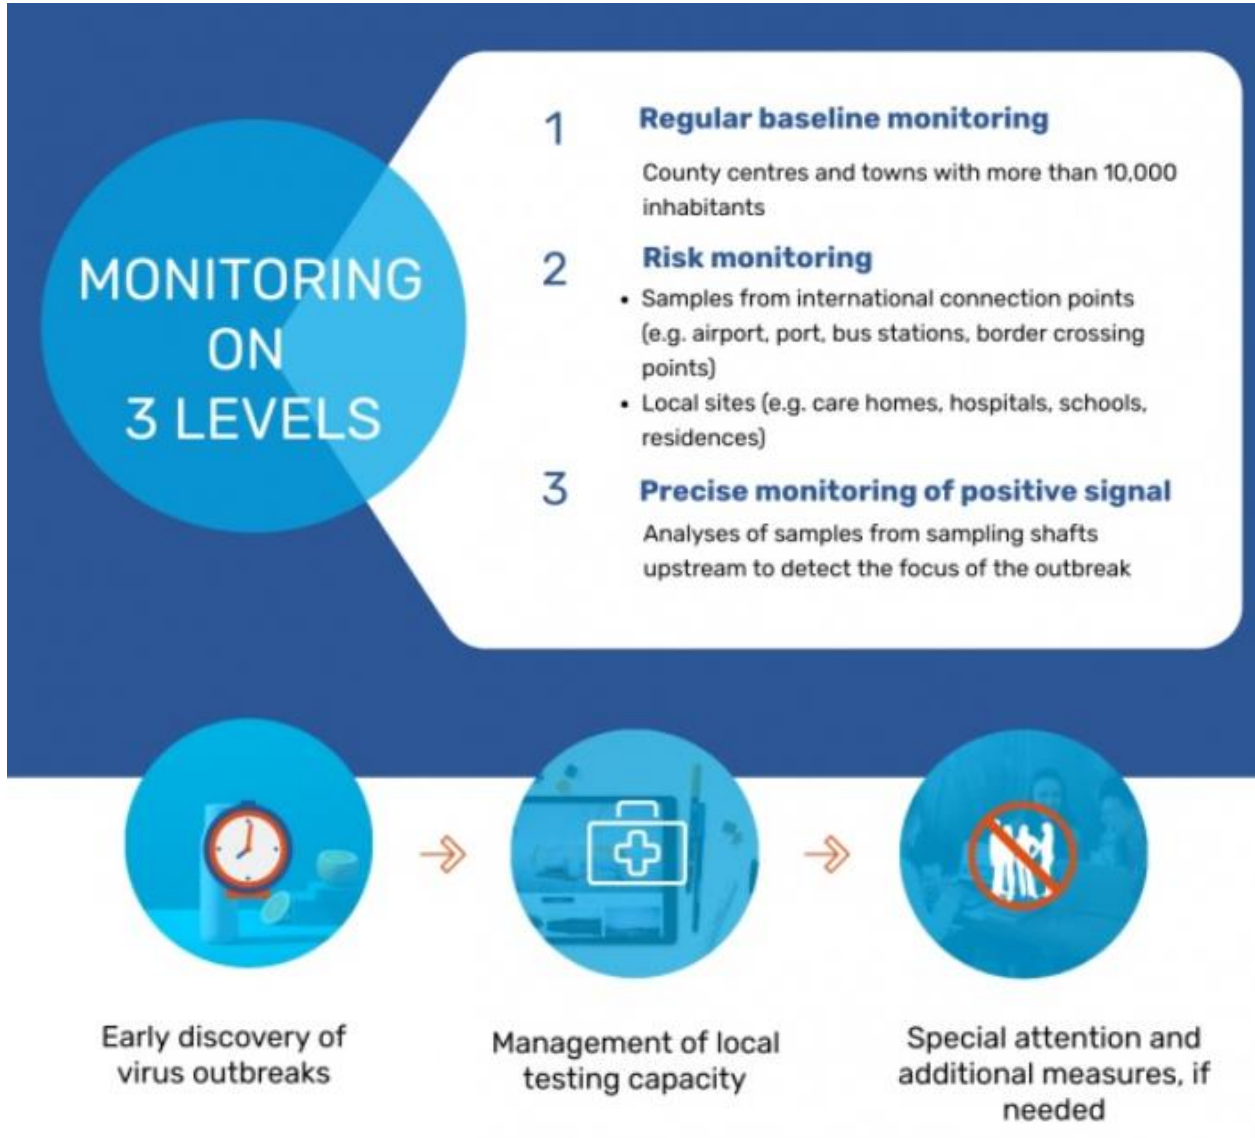 MONITORING
ON
3 LEVELS
1
Regular baseline monitoring
County centres and towns with more than 10,000
inhabitants
2
Risk monitoring
• Samples from international connection points
(e.g. airport, port, bus stations, border crossing
points)
• Local sites (e.g. care homes, hospitals, schools,
residences)
3
Precise monitoring of positive signal
Analyses of samples from sampling shafts
upstream to detect the focus of the outbreak
Early discovery of
virus outbreaks
Management of local
testing capacity
Special attention and
additional measures, if
needed